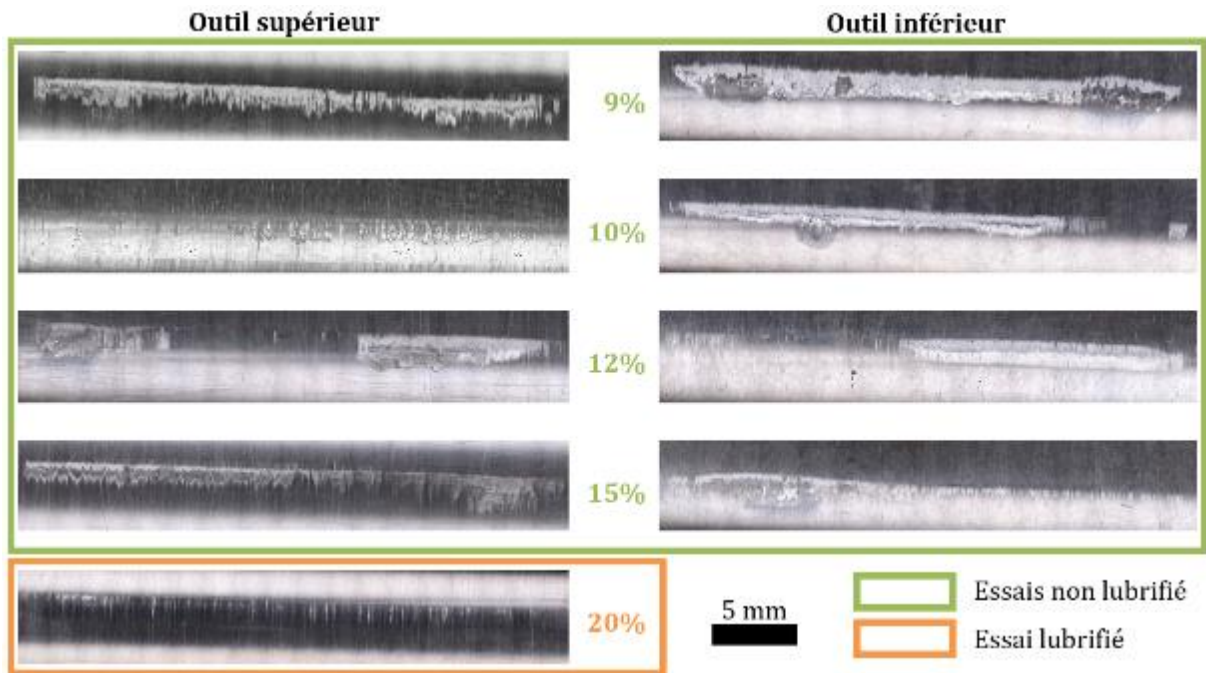 Outil supérieur
Outil inférieur
9%
10%
12%
15%
20%
5 mm
Essais non lubrifié
Essai lubrifié